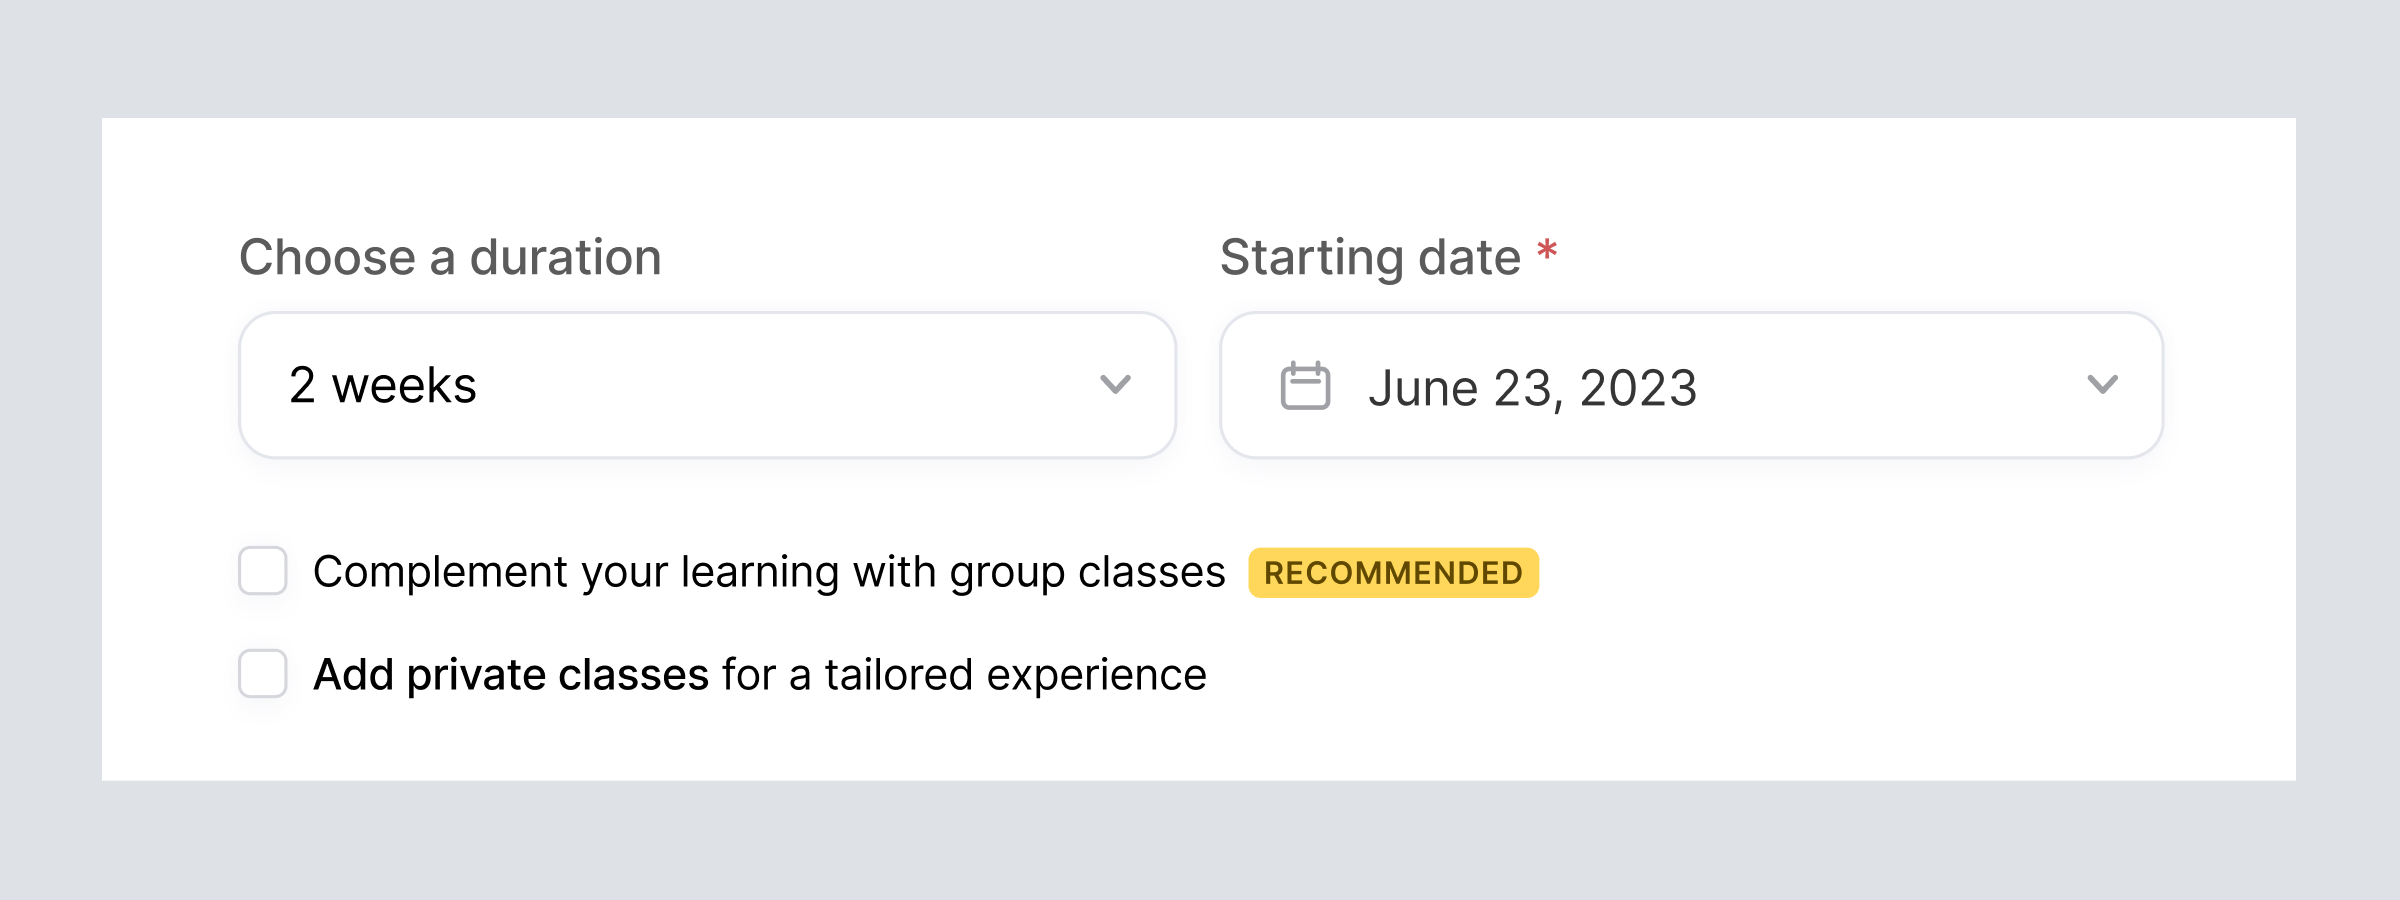 Choose a duration
Starting date *
2 weeks
June 23, 2023
Complement your learning with group classes RECOMMENDED
Add private classes for a tailored experience